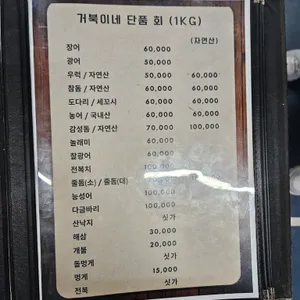 거북이네 단품 회 (1KG)
(자연산)
장어 60,000
광어 50,000
우럭 / 자연산 50,000 60,000
참돔 / 자연산 60,000 60,000
도다리 / 세꼬시 60,000 60,000
농어 / 국내산 60,000 60,000
감성돔 / 자연산 70,000 100,000
놀래미 60,000
찰광어 60,000
전복치 100,000
줄돔(소) / 줄돔(대)
능성어 100,000
다금바리 100,000
산낙지 싯가
해삼 30,000
개불 20,000
돌멍게 싯가
멍게 15,000
전복 싯가